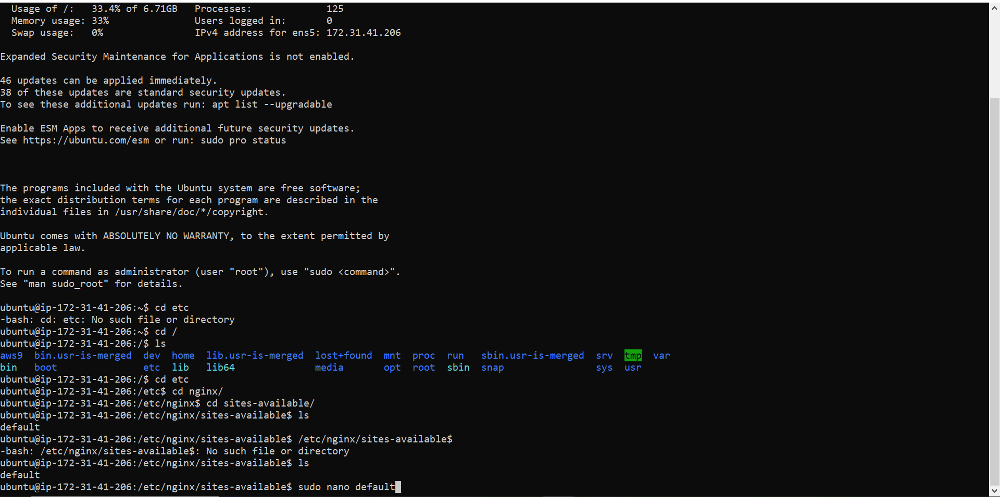 Usage of /:   33.4% of 6.71GB   Processes:             125
  Memory usage: 33%               Users logged in:       0
  Swap usage:   0%                IPv4 address for ens5: 172.31.41.206

Expanded Security Maintenance for Applications is not enabled.

46 updates can be applied immediately.
38 of these updates are standard security updates.
To see these additional updates run: apt list --upgradable

Enable ESM Apps to receive additional future security updates.
See https://ubuntu.com/esm or run: sudo pro status

The programs included with the Ubuntu system are free software;
the exact distribution terms for each program are described in the
individual files in /usr/share/doc/*/copyright.

Ubuntu comes with ABSOLUTELY NO WARRANTY, to the extent permitted by
applicable law.

To run a command as administrator (user "root"), use "sudo <command>".
See "man sudo_root" for details.

ubuntu@ip-172-31-41-206:~$ cd etc
-bash: cd: etc: No such file or directory
ubuntu@ip-172-31-41-206:~$ cd /
ubuntu@ip-172-31-41-206:/$ ls
aws9  bin.usr-is-merged  dev  home  lib.usr-is-merged  lost+found  mnt  proc  run   sbin.usr-is-merged  srv  tmp  var
bin   boot               etc  lib   lib64              media       opt  root  sbin  snap                sys  usr
ubuntu@ip-172-31-41-206:/$ cd etc
ubuntu@ip-172-31-41-206:/etc$ cd nginx/
ubuntu@ip-172-31-41-206:/etc/nginx$ cd sites-available/
ubuntu@ip-172-31-41-206:/etc/nginx/sites-available$ ls
default
ubuntu@ip-172-31-41-206:/etc/nginx/sites-available$ /etc/nginx/sites-available$
-bash: /etc/nginx/sites-available$: No such file or directory
ubuntu@ip-172-31-41-206:/etc/nginx/sites-available$ ls
default
ubuntu@ip-172-31-41-206:/etc/nginx/sites-available$ sudo nano default